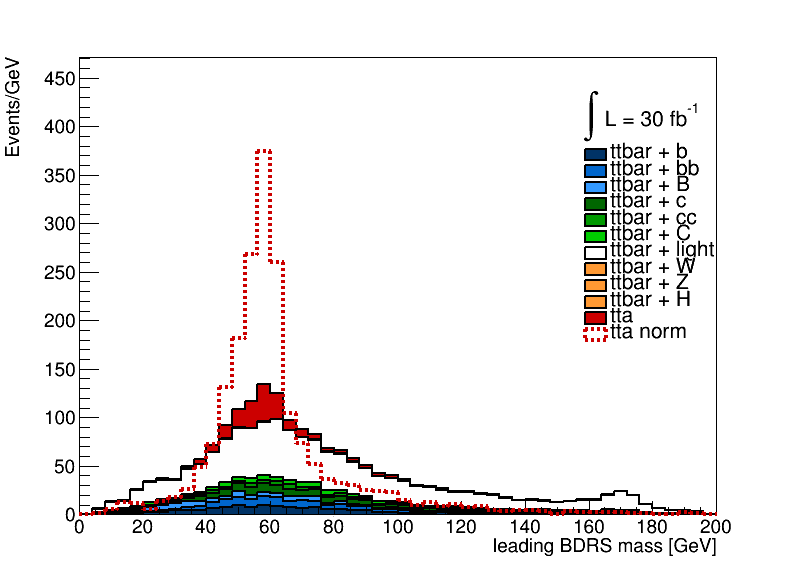 Events/GeV
450
400
350
300
250
200
150
100
50
0
∫ L = 30 fb⁻¹
ttbar + b
ttbar + bb
ttbar + B
ttbar + c
ttbar + cc
ttbar + C
ttbar + light
ttbar + W
ttbar + Z
ttbar + H
tta
tta norm
0 20 40 60 80 100 120 140 160 180 200
leading BDRS mass [GeV]